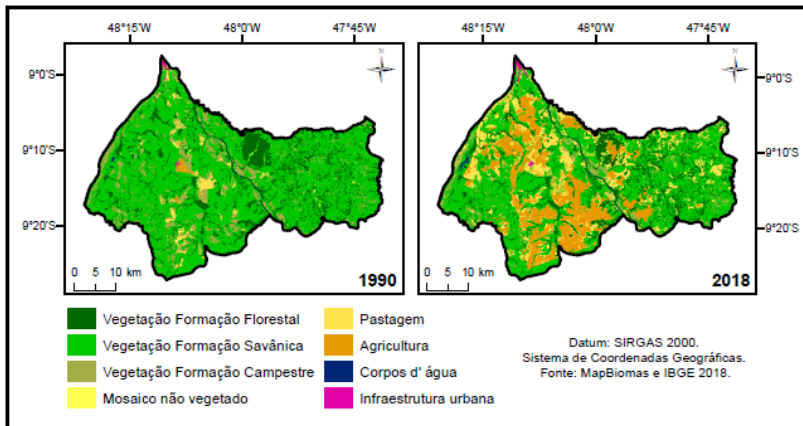 48°15'W 48°0'W 47°45'W
48°15'W 48°0'W 47°45'W
N
N
9°0'S
9°0'S
9°10'S
9°10'S
9°20'S
9°20'S
0 5 10 km
1990
0 5 10 km
2018
Vegetação Formação Florestal
Vegetação Formação Savânica
Vegetação Formação Campestre
Mosaico não vegetado
Pastagem
Agricultura
Corpos d' água
Infraestrutura urbana
Datum: SIRGAS 2000.
Sistema de Coordenadas Geográficas.
Fonte: MapBiomas e IBGE 2018.